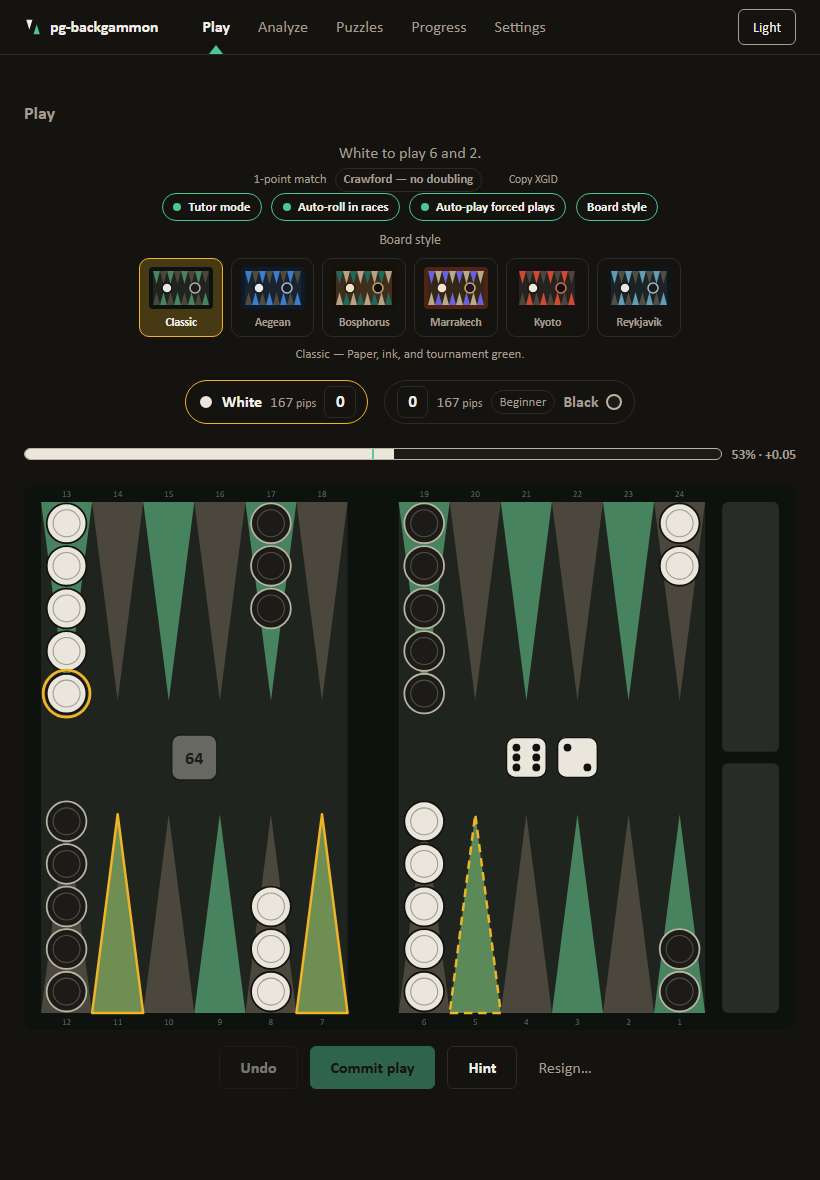 pg-backgammon Play Analyze Puzzles Progress Settings Light
Play
White to play 6 and 2.
1-point match Crawford — no doubling Copy XGID
Tutor mode Auto-roll in races Auto-play forced plays Board style
Board style
Classic Aegean Bosphorus Marrakech Kyoto Reykjavík
Classic — Paper, ink, and tournament green.
White 167 pips 0 0 167 pips Beginner Black
53% · +0.05
13 14 15 16 17 18 19 20 21 22 23 24
64
12 11 10 9 8 7 6 5 4 3 2 1
Undo Commit play Hint Resign...